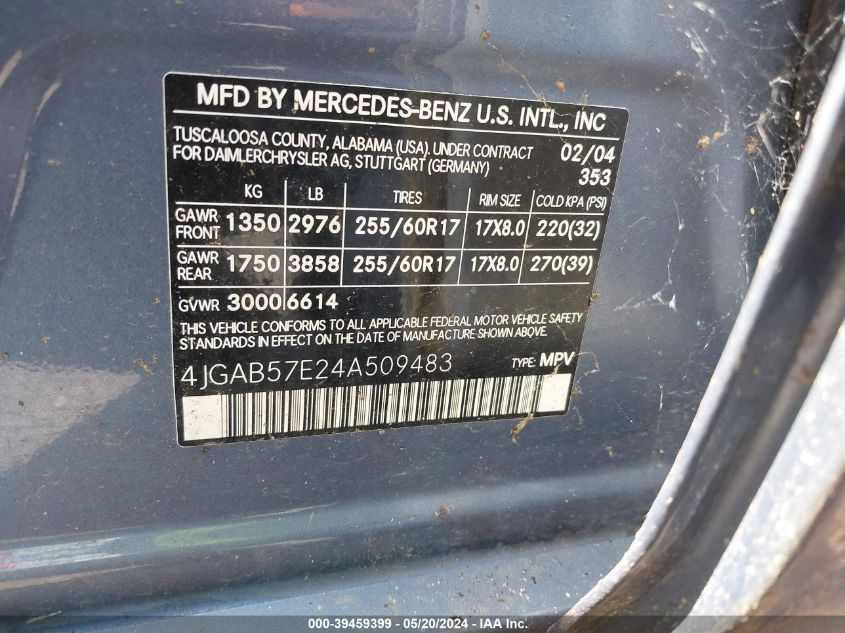 MFD BY MERCEDES-BENZ U.S. INTL., INC
TUSCALOOSA COUNTY, ALABAMA (USA). UNDER CONTRACT 02/04
FOR DAIMLERCHRYSLER AG, STUTTGART (GERMANY) 353
KG LB TIRES RIM SIZE COLD KPA (PSI)
GAWR FRONT 1350 2976 255/60R17 17X8.0 220(32)
GAWR REAR 1750 3858 255/60R17 17X8.0 270(39)
GVWR 3000 6614
THIS VEHICLE CONFORMS TO ALL APPLICABLE FEDERAL MOTOR VEHICLE SAFETY
STANDARDS IN EFFECT ON THE DATE OF MANUFACTURE SHOWN ABOVE.
4JGAB57E24A509483 TYPE: MPV
000-39459399 - 05/20/2024 - IAA Inc.